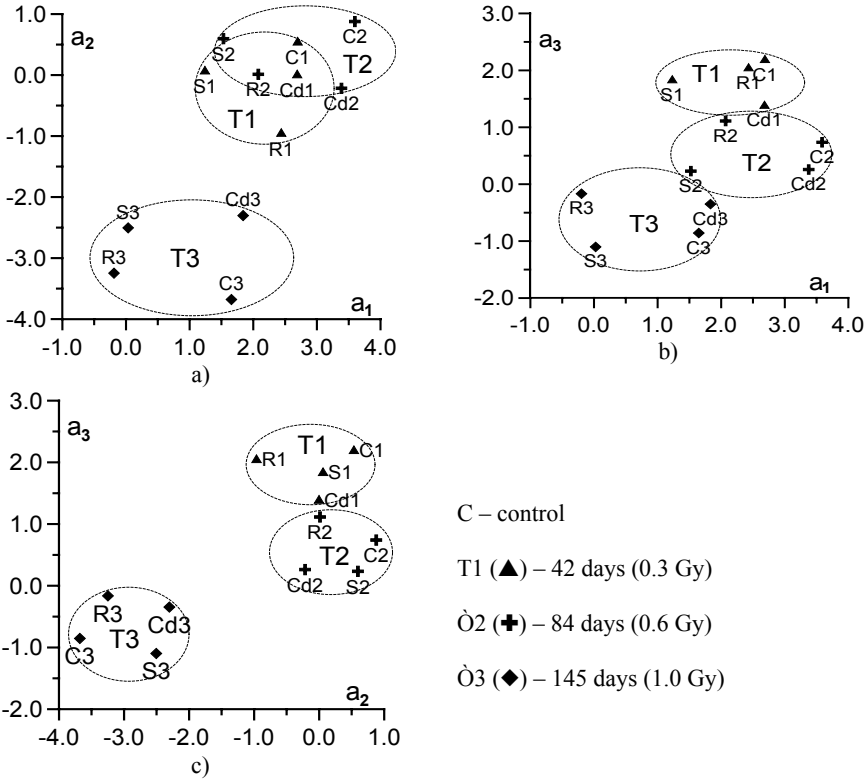 1.0
a₂
0.0
-1.0
-2.0
-3.0
-4.0
S2
C2
C1
T2
S1
R2
Cd1
Cd2
T1
R1
S3
Cd3
R3
T3
C3
a₁
-1.0 0.0 1.0 2.0 3.0 4.0
a)
3.0
a₃
2.0
1.0
0.0
-1.0
-2.0
T1
C1
R1
S1
Cd1
R2
T2
C2
S2
Cd2
R3
T3
Cd3
C3
S3
a₁
-1.0 0.0 1.0 2.0 3.0 4.0
b)
3.0
a₃
2.0
1.0
0.0
-1.0
-2.0
T1
C1
R1
S1
Cd1
R2
T2
C2
Cd2
S2
R3
Cd3
T3
C3
S3
a₂
-4.0 -3.0 -2.0 -1.0 0.0 1.0
c)
C – control
T1 (▲) – 42 days (0.3 Gy)
Ò2 (✚) – 84 days (0.6 Gy)
Ò3 (◆) – 145 days (1.0 Gy)